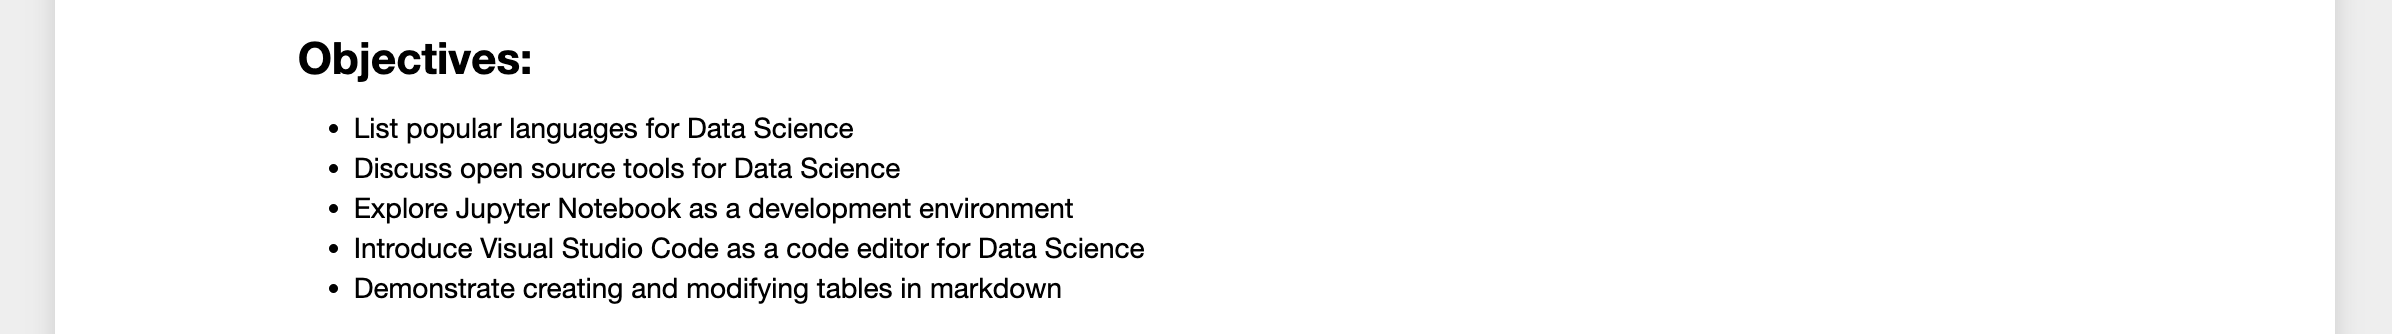 Objectives:
• List popular languages for Data Science
• Discuss open source tools for Data Science
• Explore Jupyter Notebook as a development environment
• Introduce Visual Studio Code as a code editor for Data Science
• Demonstrate creating and modifying tables in markdown